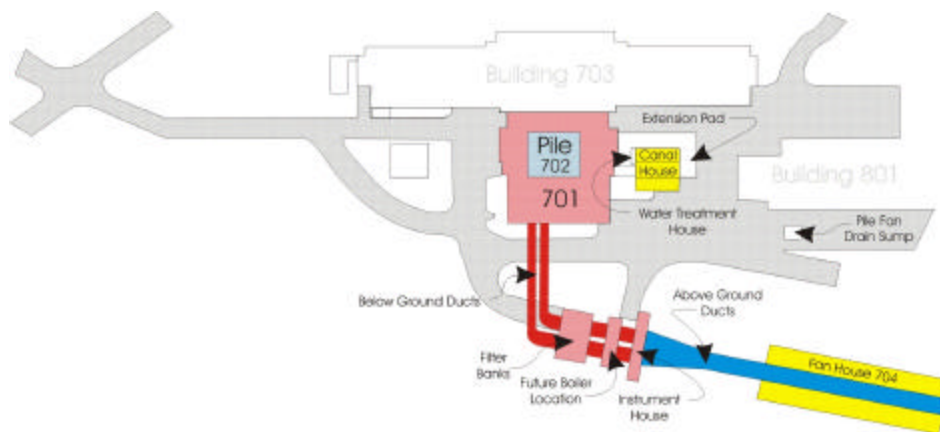 Building 703
Extension Pad
Pile
702
Canal
House
701
Building 801
Water Treatment
House
Pile Fan
Drain Sump
Below Ground Ducts
Above Ground
Ducts
Filter
Banks
Future Boiler
Location
Instrument
House
Fan House 704